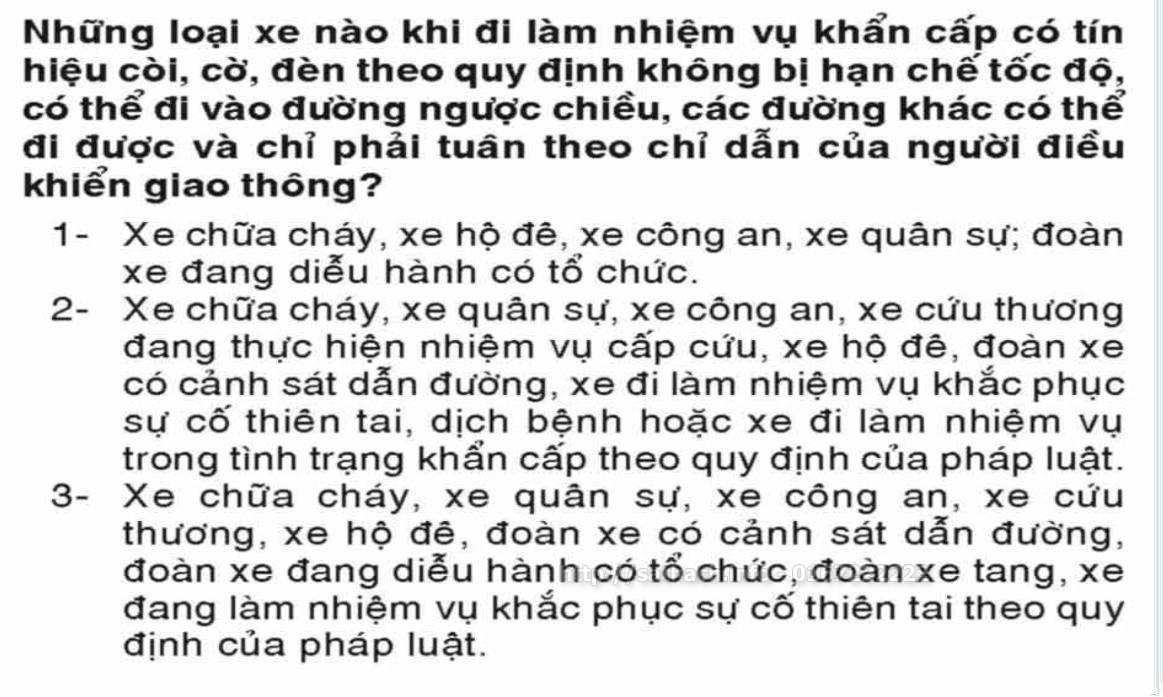 Những loại xe nào khi đi làm nhiệm vụ khẩn cấp có tín
hiệu còi, cờ, đèn theo quy định không bị hạn chế tốc độ,
có thể đi vào đường ngược chiều, các đường khác có thể
đi được và chỉ phải tuân theo chỉ dẫn của người điều
khiển giao thông?
1- Xe chữa cháy, xe hộ đê, xe công an, xe quân sự; đoàn
xe đang diễu hành có tổ chức.
2- Xe chữa cháy, xe quân sự, xe công an, xe cứu thương
đang thực hiện nhiệm vụ cấp cứu, xe hộ đê, đoàn xe
có cảnh sát dẫn đường, xe đi làm nhiệm vụ khắc phục
sự cố thiên tai, dịch bệnh hoặc xe đi làm nhiệm vụ
trong tình trạng khẩn cấp theo quy định của pháp luật.
3- Xe chữa cháy, xe quân sự, xe công an, xe cứu
thương, xe hộ đê, đoàn xe có cảnh sát dẫn đường,
đoàn xe đang diễu hành có tổ chức, đoàn xe tang, xe
đang làm nhiệm vụ khắc phục sự cố thiên tai theo quy
định của pháp luật.